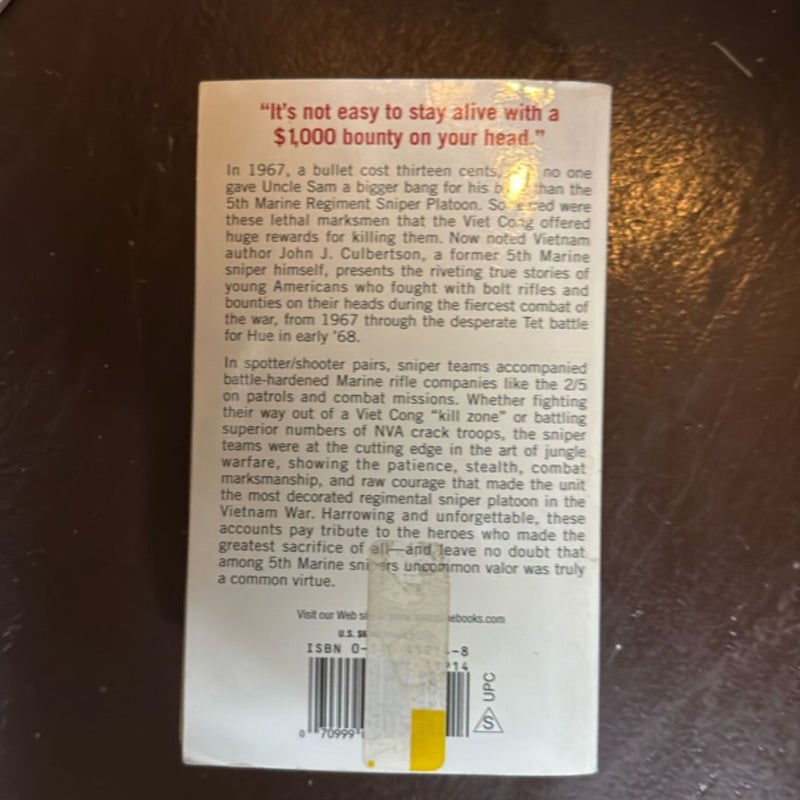 “It's not easy to stay alive with a
$1,000 bounty on your head.”
In 1967, a bullet cost thirteen cents, no one
gave Uncle Sam a bigger bang for his than the
5th Marine Regiment Sniper Platoon. So were
these lethal marksmen that the Viet Cong offered
huge rewards for killing them. Now noted Vietnam
author John J. Culbertson, a former 5th Marine
sniper himself, presents the riveting true stories of
young Americans who fought with bolt rifles and
bounties on their heads during the fiercest combat of
the war, from 1967 through the desperate Tet battle
for Hue in early '68.
In spotter/shooter pairs, sniper teams accompanied
battle-hardened Marine rifle companies like the 2/5
on patrols and combat missions. Whether fighting
their way out of a Viet Cong “kill zone” or battling
superior numbers of NVA crack troops, the sniper
teams were at the cutting edge in the art of jungle
warfare, showing the patience, stealth, combat
marksmanship, and raw courage that made the unit
the most decorated regimental sniper platoon in the
Vietnam War. Harrowing and unforgettable, these
accounts pay tribute to the heroes who made the
greatest sacrifice of all—and leave no doubt that
among 5th Marine snipers uncommon valor was truly
a common virtue.
Visit our Web
U.S.
ISBN 0- -8
0 70999
S UPC